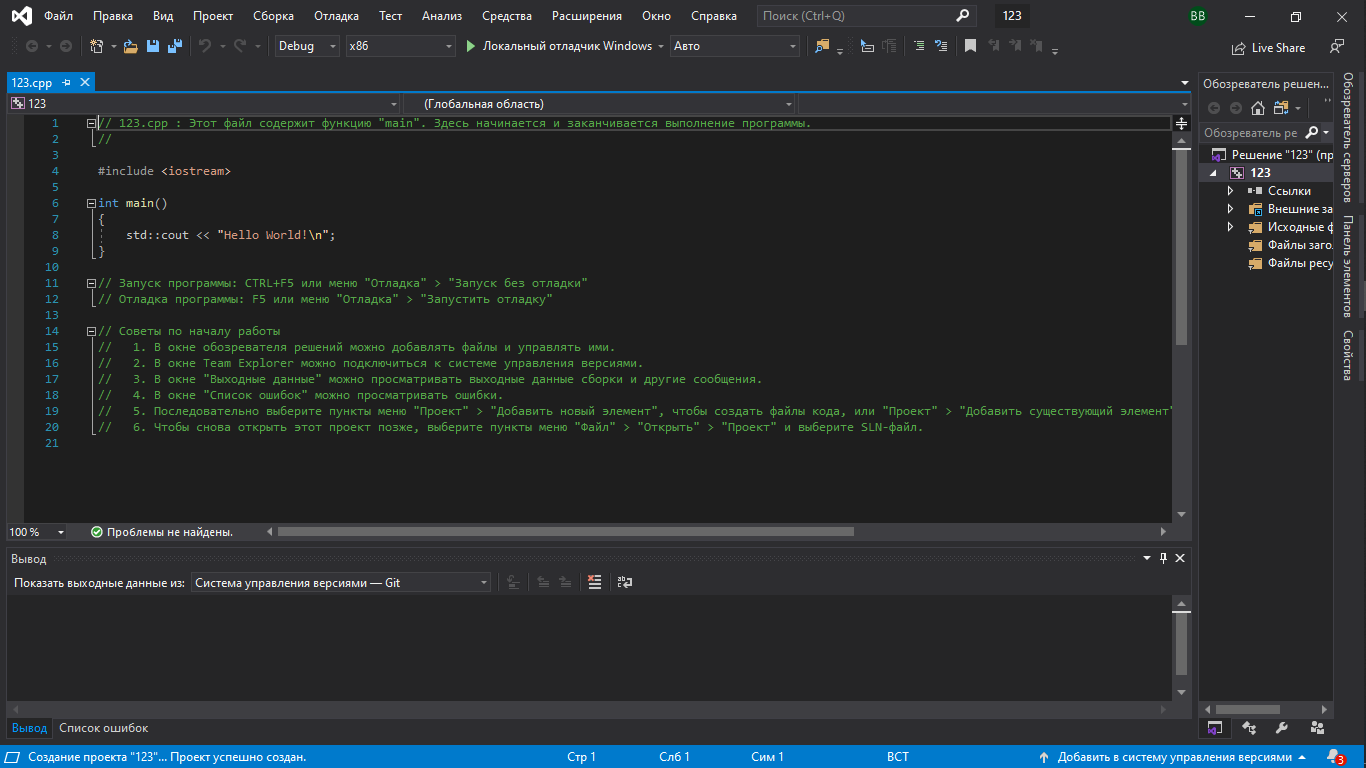 Файл Правка Вид Проект Сборка Отладка Тест Анализ Средства Расширения Окно Справка Поиск (Ctrl+Q) 123 BB
Debug x86 Локальный отладчик Windows Авто Live Share
123.cpp
123 (Глобальная область)
1 // 123.cpp : Этот файл содержит функцию "main". Здесь начинается и заканчивается выполнение программы.
2 //
3
4 #include <iostream>
5
6 int main()
7 {
8 std::cout << "Hello World!\n";
9 }
10
11 // Запуск программы: CTRL+F5 или меню "Отладка" > "Запуск без отладки"
12 // Отладка программы: F5 или меню "Отладка" > "Запустить отладку"
13
14 // Советы по началу работы
15 // 1. В окне обозревателя решений можно добавлять файлы и управлять ими.
16 // 2. В окне Team Explorer можно подключиться к системе управления версиями.
17 // 3. В окне "Выходные данные" можно просматривать выходные данные сборки и другие сообщения.
18 // 4. В окне "Список ошибок" можно просматривать ошибки.
19 // 5. Последовательно выберите пункты меню "Проект" > "Добавить новый элемент", чтобы создать файлы кода, или "Проект" > "Добавить существующий элемент"
20 // 6. Чтобы снова открыть этот проект позже, выберите пункты меню "Файл" > "Открыть" > "Проект" и выберите SLN-файл.
21
100 % Проблемы не найдены.
Вывод
Показать выходные данные из: Система управления версиями — Git
Вывод Список ошибок
Обозреватель решен...
Обозреватель ре
Решение "123" (пр
123
Ссылки
Внешние за
Исходные ф
Файлы заго
Файлы ресу
Обозреватель серверов
Панель элементов
Свойства
Создание проекта "123"... Проект успешно создан. Стр 1 Слб 1 Сим 1 ВСТ Добавить в систему управления версиями 3